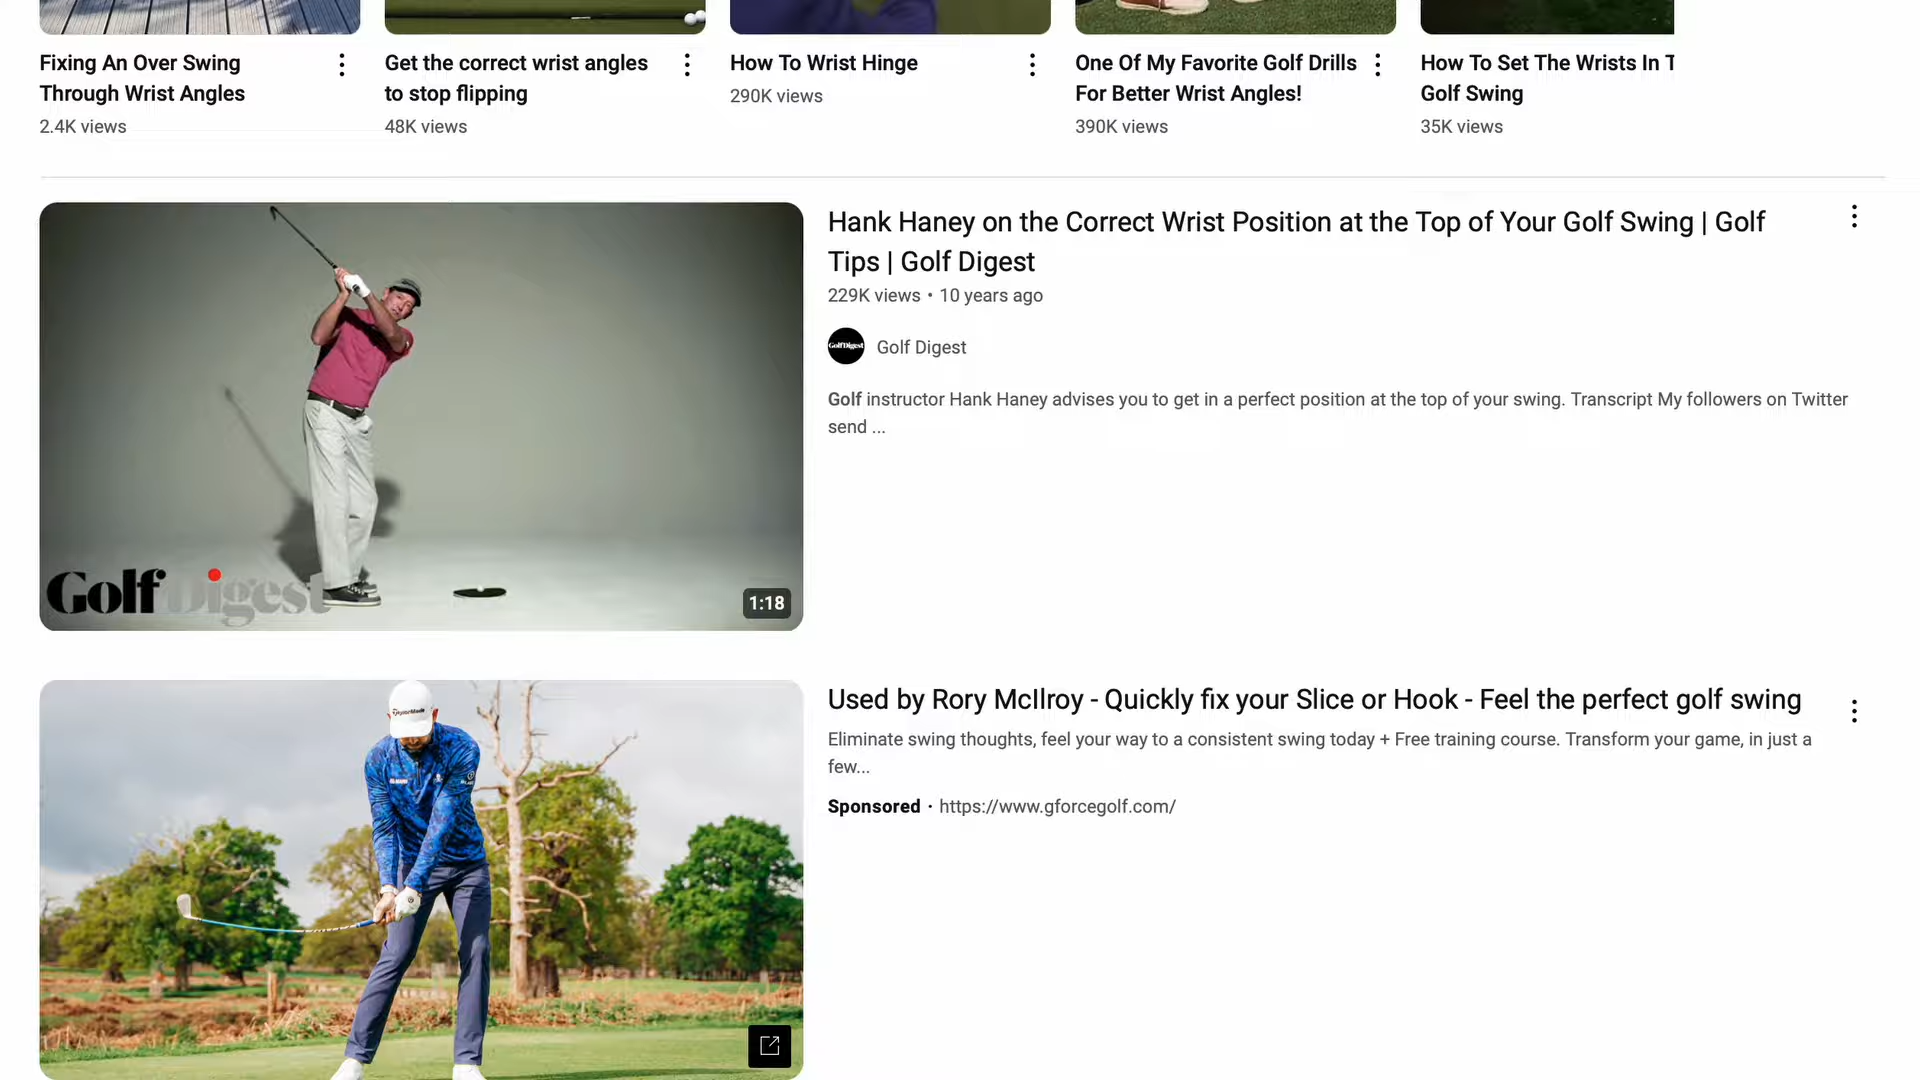 Fixing An Over Swing
Through Wrist Angles
2.4K views
Get the correct wrist angles
to stop flipping
48K views
How To Wrist Hinge
290K views
One Of My Favorite Golf Drills
For Better Wrist Angles!
390K views
How To Set The Wrists In T
Golf Swing
35K views
Hank Haney on the Correct Wrist Position at the Top of Your Golf Swing | Golf
Tips | Golf Digest
229K views • 10 years ago
GolfDigest
Golf Digest
Golf instructor Hank Haney advises you to get in a perfect position at the top of your swing. Transcript My followers on Twitter
send ...
Golf Digest
1:18
Used by Rory McIlroy - Quickly fix your Slice or Hook - Feel the perfect golf swing
Eliminate swing thoughts, feel your way to a consistent swing today + Free training course. Transform your game, in just a
few...
Sponsored · https://www.gforcegolf.com/
TaylorMade